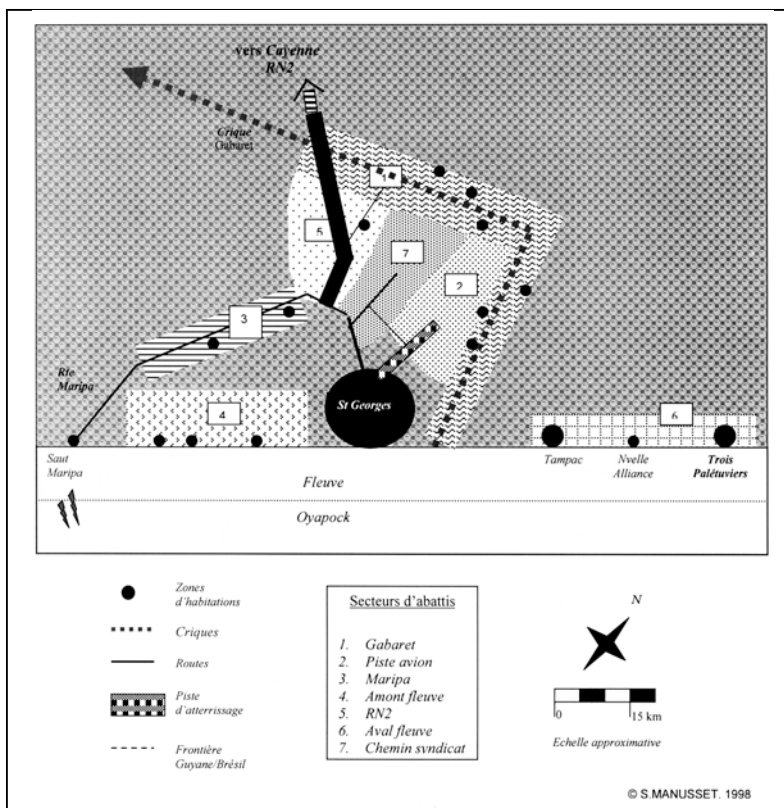 vers Cayenne
RN2
Crique
Gabaret
1
5
7
2
3
Rte
Maripa
4
St Georges
6
Saut
Maripa
Tampac
Nvelle
Alliance
Trois
Palétuviers
Fleuve
Oyapock
Zones
d'habitations
Criques
Routes
Piste
d'atterrissage
Frontière
Guyane/Brésil
Secteurs d'abattis
1. Gabaret
2. Piste avion
3. Maripa
4. Amont fleuve
5. RN2
6. Aval fleuve
7. Chemin syndicat
N
0
15 km
Echelle approximative
© S.MANUSSET. 1998